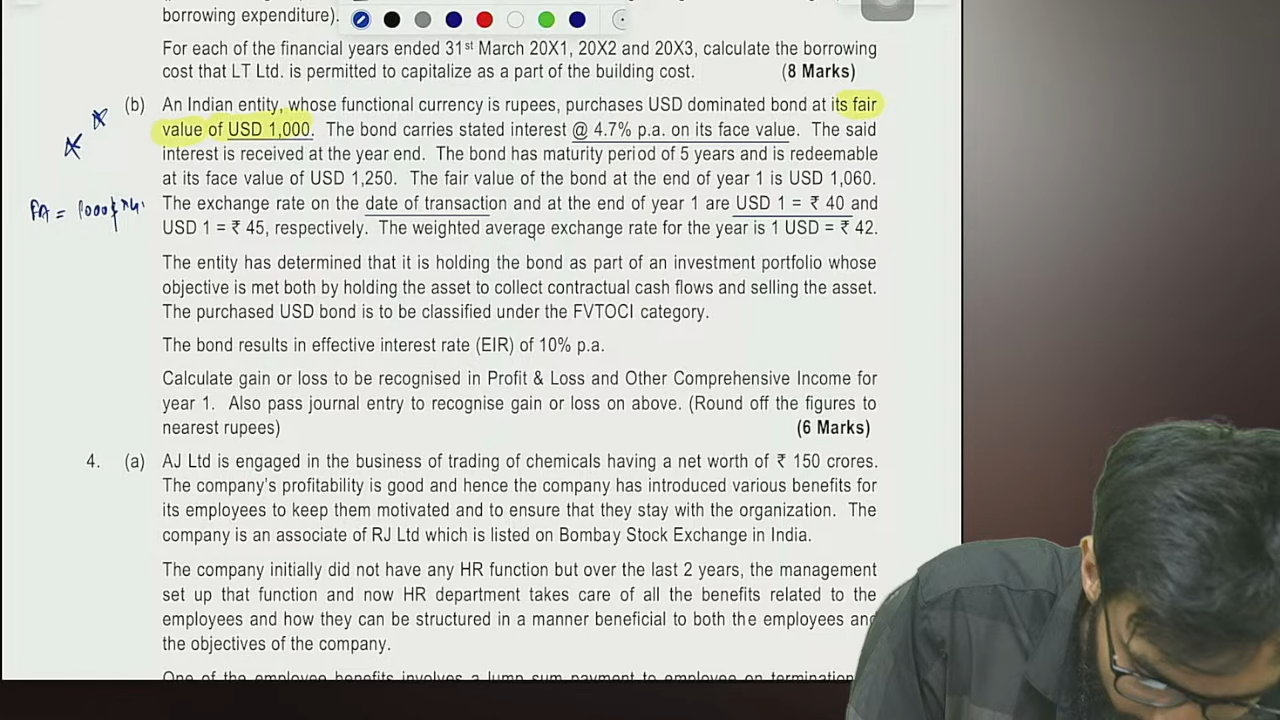 borrowing expenditure).
For each of the financial years ended 31st March 20X1, 20X2 and 20X3, calculate the borrowing
cost that LT Ltd. is permitted to capitalize as a part of the building cost. (8 Marks)
(b) An Indian entity, whose functional currency is rupees, purchases USD dominated bond at its fair
value of USD 1,000. The bond carries stated interest @ 4.7% p.a. on its face value. The said
interest is received at the year end. The bond has maturity period of 5 years and is redeemable
at its face value of USD 1,250. The fair value of the bond at the end of year 1 is USD 1,060.
FA = 1000$ The exchange rate on the date of transaction and at the end of year 1 are USD 1 = ₹ 40 and
USD 1 = ₹ 45, respectively. The weighted average exchange rate for the year is 1 USD = ₹ 42.
The entity has determined that it is holding the bond as part of an investment portfolio whose
objective is met both by holding the asset to collect contractual cash flows and selling the asset.
The purchased USD bond is to be classified under the FVTOCI category.
The bond results in effective interest rate (EIR) of 10% p.a.
Calculate gain or loss to be recognised in Profit & Loss and Other Comprehensive Income for
year 1. Also pass journal entry to recognise gain or loss on above. (Round off the figures to
nearest rupees) (6 Marks)
4. (a) AJ Ltd is engaged in the business of trading of chemicals having a net worth of ₹ 150 crores.
The company's profitability is good and hence the company has introduced various benefits for
its employees to keep them motivated and to ensure that they stay with the organization. The
company is an associate of RJ Ltd which is listed on Bombay Stock Exchange in India.
The company initially did not have any HR function but over the last 2 years, the management
set up that function and now HR department takes care of all the benefits related to the
employees and how they can be structured in a manner beneficial to both the employees and
the objectives of the company.
One of the employee benefits involves a lump sum payment to employee on termination